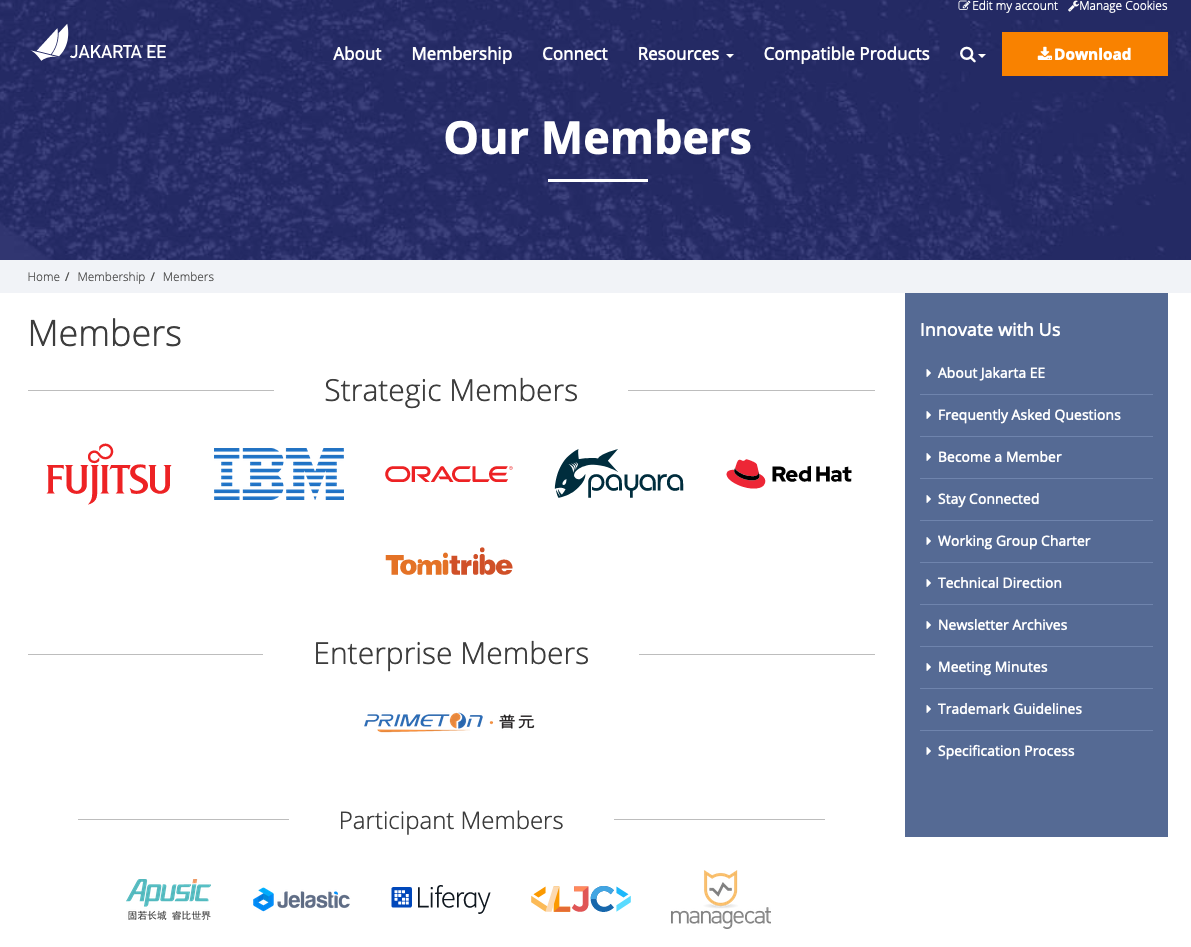 Edit my account Manage Cookies
JAKARTA EE
About Membership Connect Resources Compatible Products Download
Our Members
Home / Membership / Members
Members
Strategic Members
FUJITSU IBM ORACLE payara Red Hat
Tomitribe
Enterprise Members
PRIMETON · 普元
Participant Members
Apusic Jelastic Liferay <LJC> managecat
固若长城 睿比世界
Innovate with Us
About Jakarta EE
Frequently Asked Questions
Become a Member
Stay Connected
Working Group Charter
Technical Direction
Newsletter Archives
Meeting Minutes
Trademark Guidelines
Specification Process